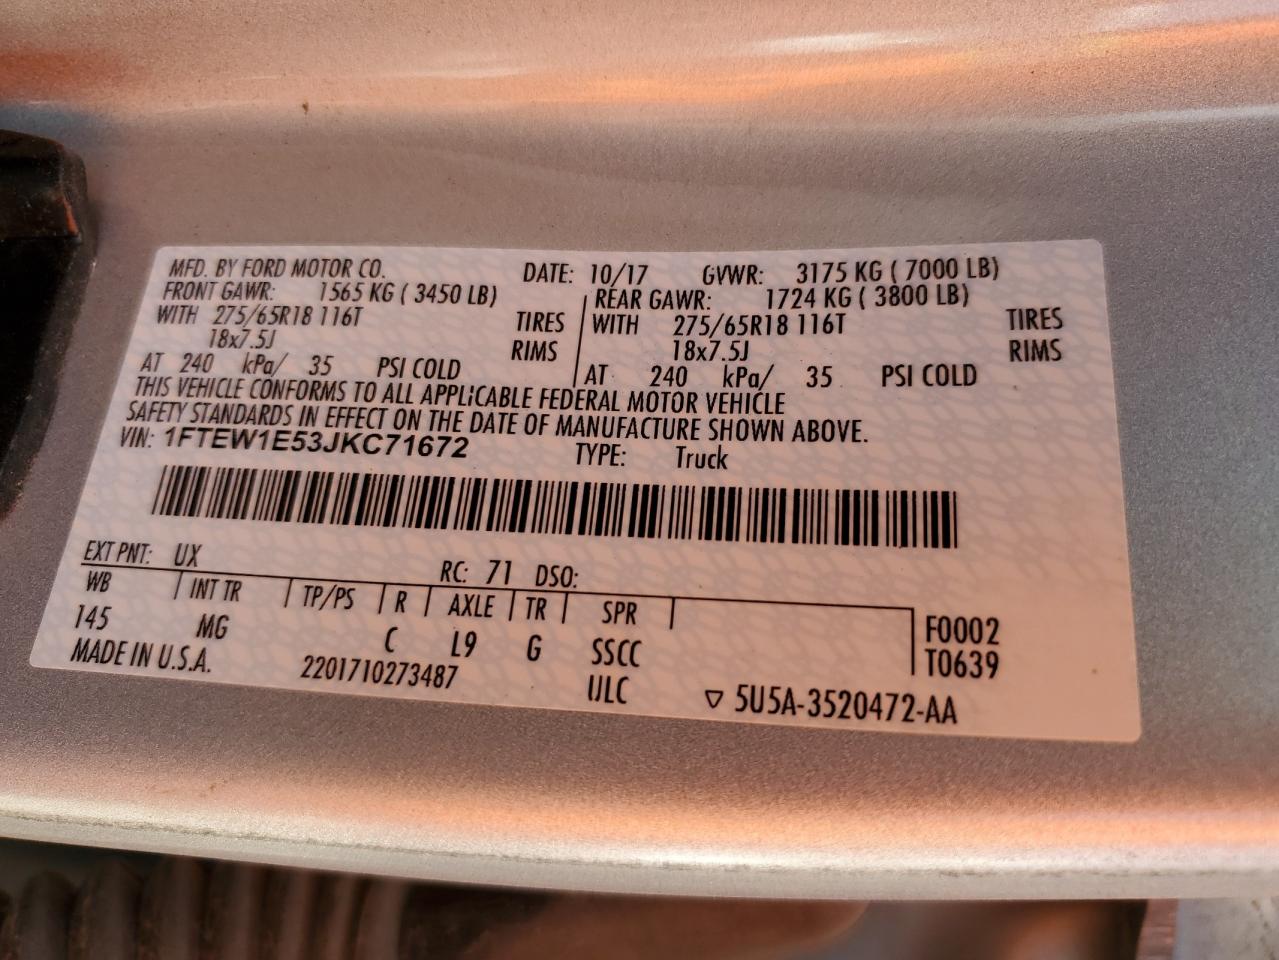 MFD. BY FORD MOTOR CO. DATE: 10/17 GVWR: 3175 KG ( 7000 LB)
FRONT GAWR: 1565 KG ( 3450 LB) REAR GAWR: 1724 KG ( 3800 LB)
WITH 275/65R18 116T TIRES WITH 275/65R18 116T TIRES
18x7.5J RIMS 18x7.5J RIMS
AT 240 kPa/ 35 PSI COLD AT 240 kPa/ 35 PSI COLD
THIS VEHICLE CONFORMS TO ALL APPLICABLE FEDERAL MOTOR VEHICLE
SAFETY STANDARDS IN EFFECT ON THE DATE OF MANUFACTURE SHOWN ABOVE.
VIN: 1FTEW1E53JKC71672 TYPE: Truck
EXT PNT: UX RC: 71 DSO:
WB INT TR TP/PS R AXLE TR SPR F0002
145 MG C L9 G SSCC T0639
MADE IN U.S.A. 2201710273487 ULC ▽ 5U5A-3520472-AA